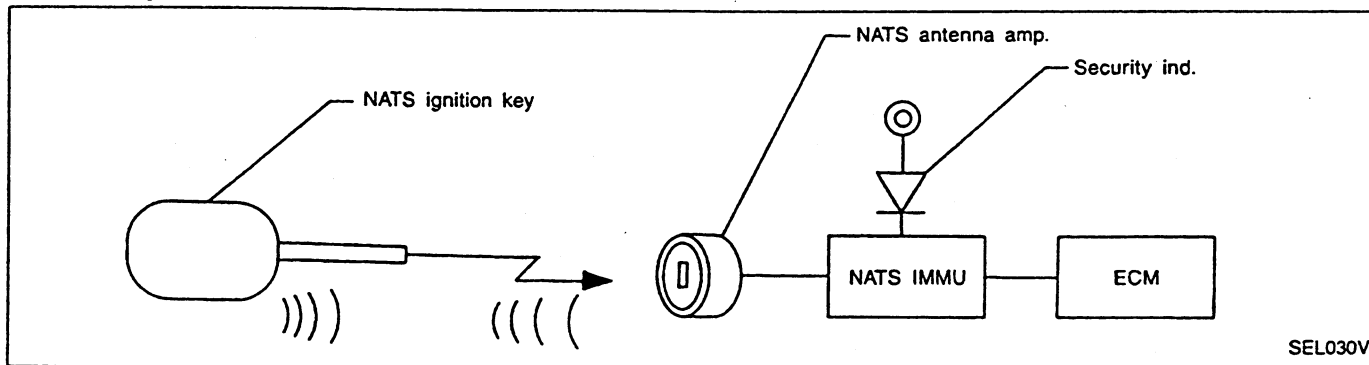 NATS antenna amp.
Security ind.
NATS ignition key
NATS IMMU
ECM
SEL030V